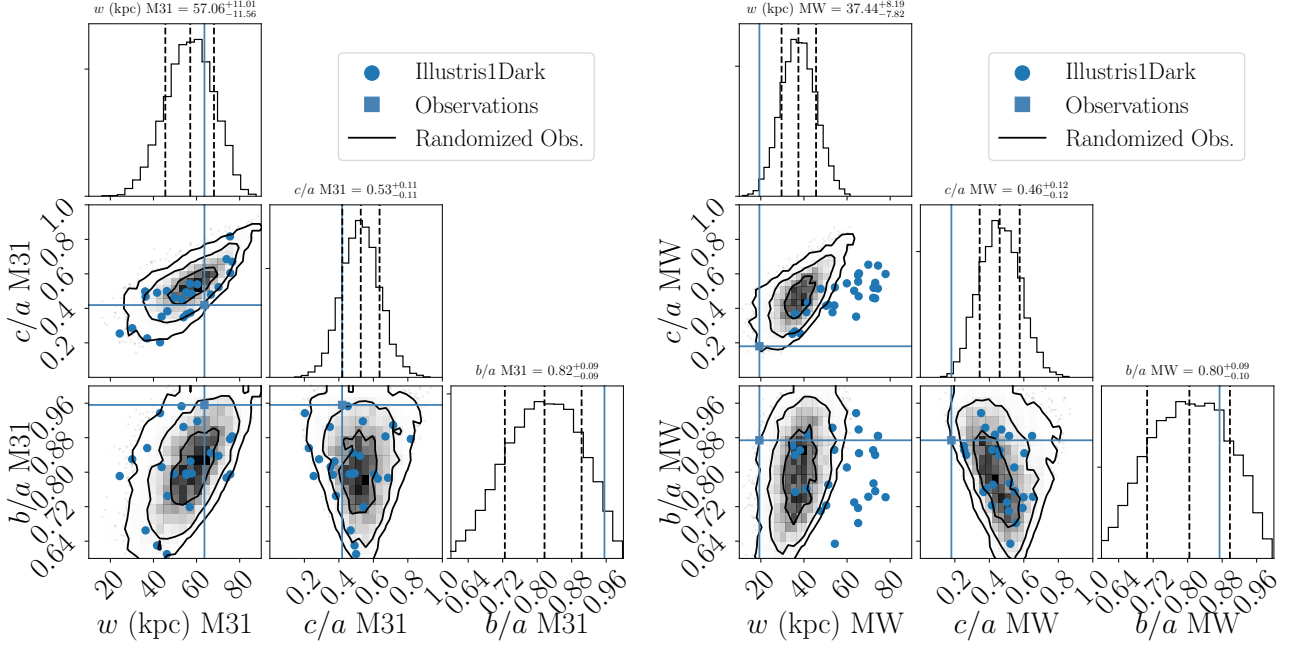 w (kpc) M31 = 57.06^{+11.01}_{-11.56}
Illustris1Dark
Observations
Randomized Obs.
c/a M31 = 0.53^{+0.11}_{-0.11}
1.0
0.8
0.6
0.4
0.2
c/a M31
b/a M31 = 0.82^{+0.09}_{-0.09}
0.96
0.88
0.80
0.72
0.64
b/a M31
20
40
60
80
w (kpc) M31
0.2
0.4
0.6
0.8
1.0
c/a M31
0.64
0.72
0.80
0.88
0.96
b/a M31
w (kpc) MW = 37.44^{+8.19}_{-7.82}
Illustris1Dark
Observations
Randomized Obs.
c/a MW = 0.46^{+0.12}_{-0.12}
1.0
0.8
0.6
0.4
0.2
c/a MW
b/a MW = 0.80^{+0.09}_{-0.10}
0.96
0.88
0.80
0.72
0.64
b/a MW
20
40
60
80
w (kpc) MW
0.2
0.4
0.6
0.8
1.0
c/a MW
0.64
0.72
0.80
0.88
0.96
b/a MW